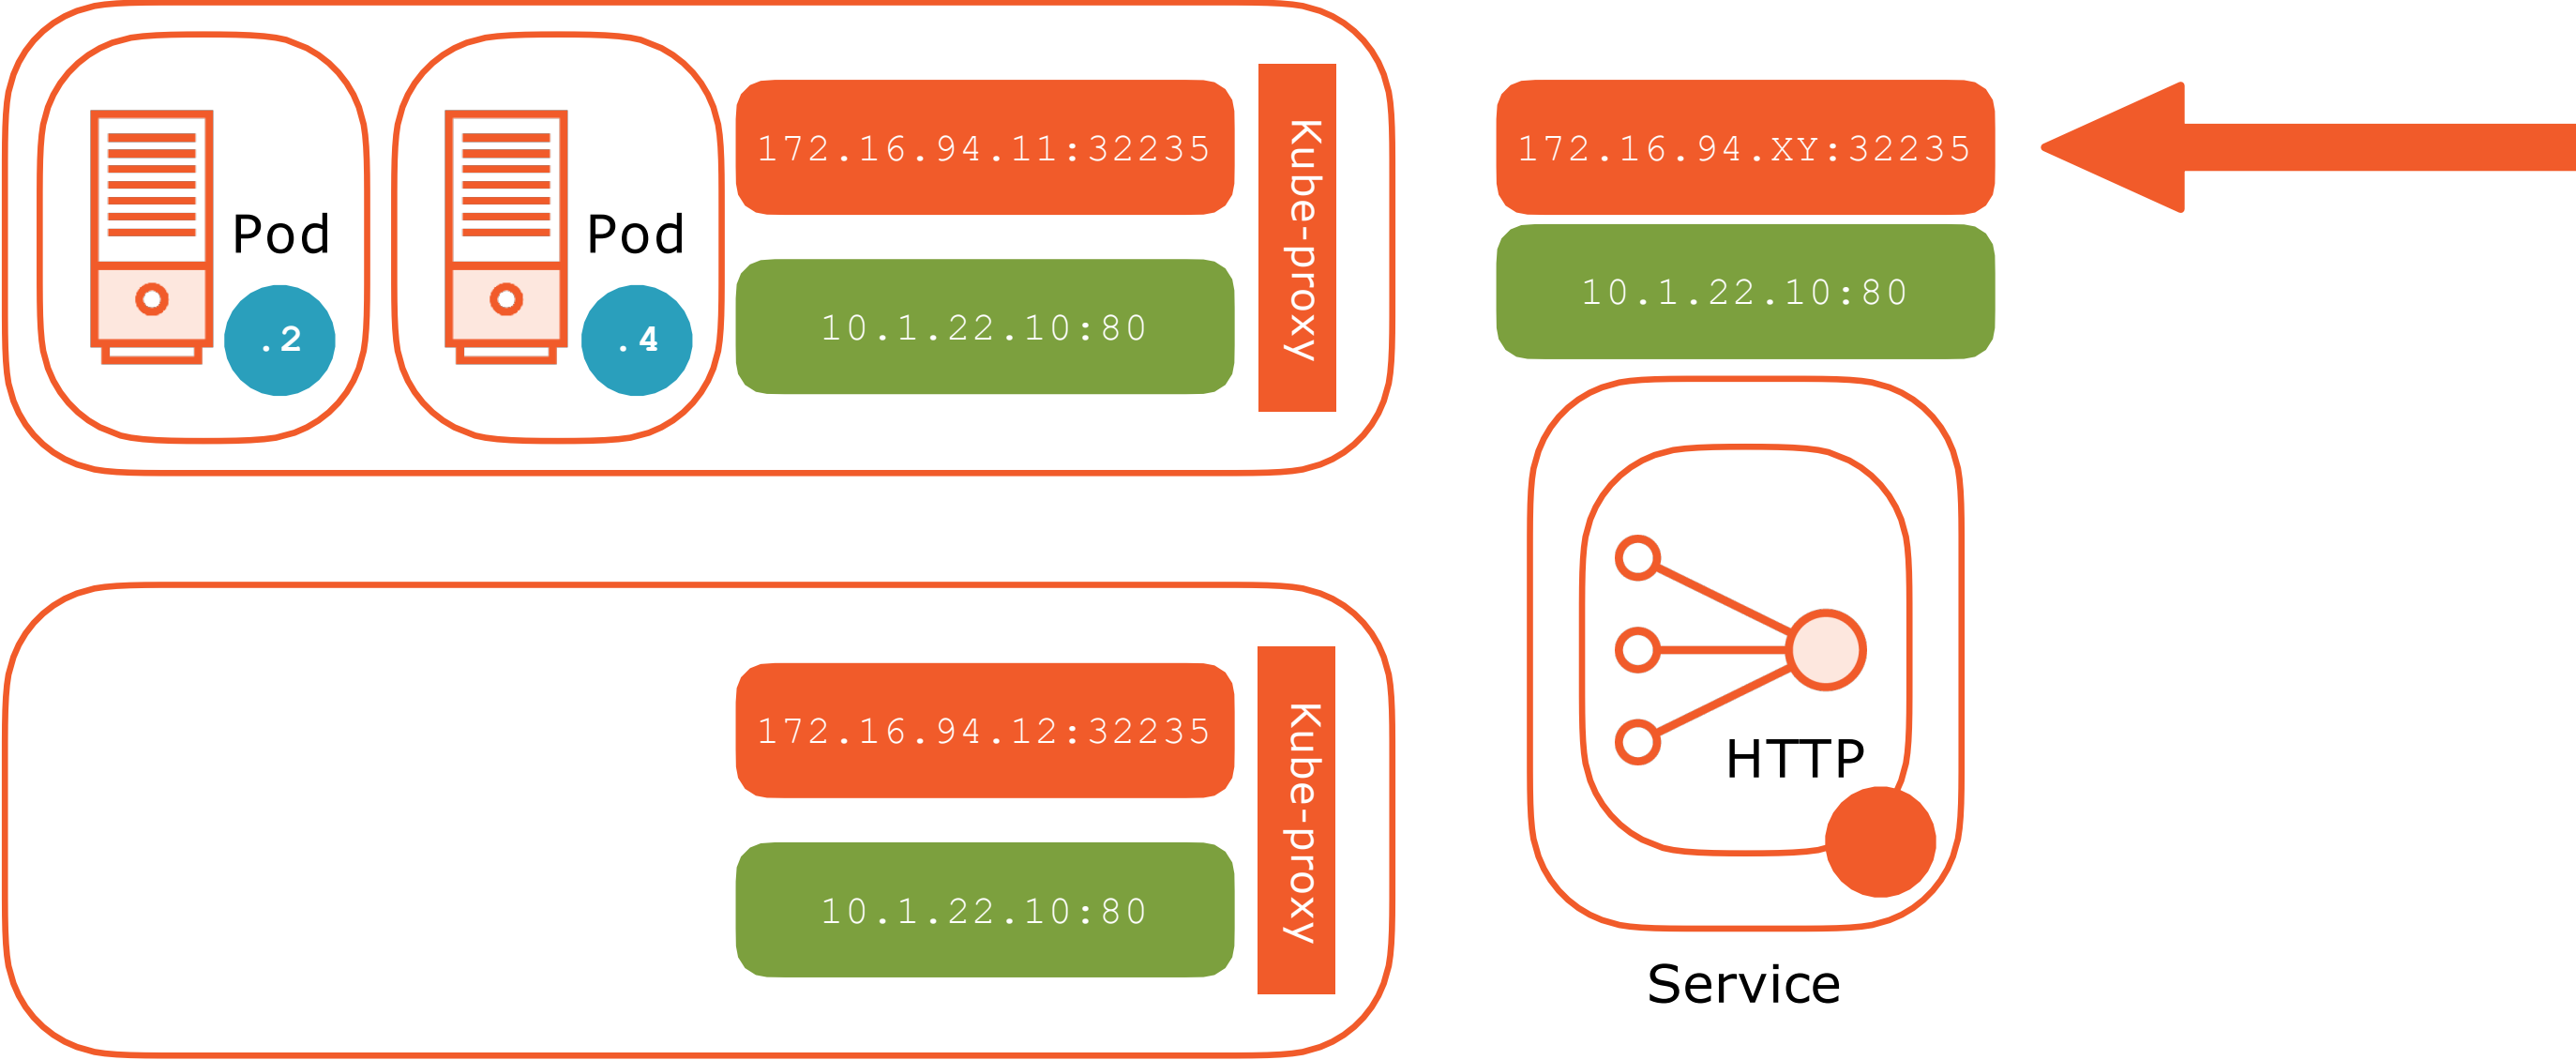 Pod
.2
Pod
.4
172.16.94.11:32235
10.1.22.10:80
Kube-proxy
172.16.94.XY:32235
10.1.22.10:80
172.16.94.12:32235
10.1.22.10:80
Kube-proxy
HTTP
Service